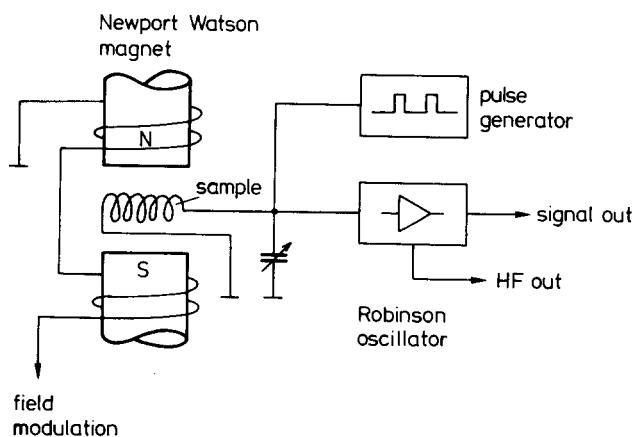 Newport Watson
magnet
N
sample
S
pulse
generator
signal out
HF out
Robinson
oscillator
field
modulation